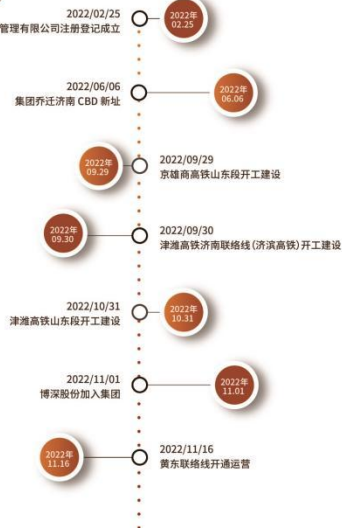 2022/02/25
管理有限公司注册登记成立
2022年
02.25
2022/06/06
集团乔迁济南 CBD 新址
2022年
06.06
2022年
09.29
2022/09/29
京雄商高铁山东段开工建设
2022年
09.30
2022/09/30
津潍高铁济南联络线(济滨高铁)开工建设
2022/10/31
津潍高铁山东段开工建设
2022年
10.31
2022/11/01
博深股份加入集团
2022年
11.01
2022年
11.16
2022/11/16
黄东联络线开通运营